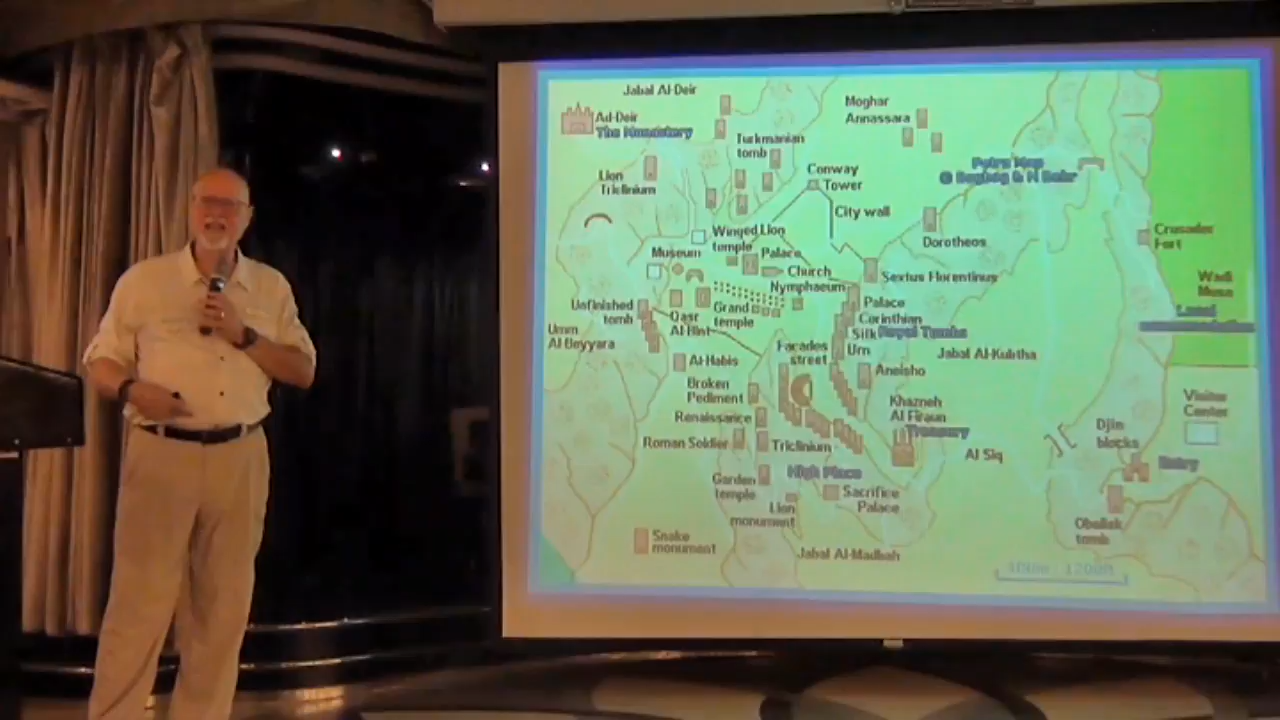 Jabal Al-Deir
Ad-Deir
The Monastery
Moghar
Annassara
Turkmanian
tomb
Lion
Triclinium
Conway
Tower
City wall
Dorotheos
Crusader
Fort
Winged Lion
temple
Museum
Palace
Church
Nymphaeum
Sextus Florentinus
Wadi
Musa
Unfinished
tomb
Umm
Al-Beyyara
Qasr
Al-Bint
Grand
temple
Palace
Corinthian
Silk
Royal Tombs
Urn
Facades
street
Jabal Al-Kubtha
Al-Habis
Aneisho
Broken
Pediment
Renaissance
Khazneh
Al Firaun
Treasury
Visitor
Center
Roman Soldier
Triclinium
Al Siq
Djin
blocks
Entry
High Place
Garden
temple
Sacrifice
Palace
Lion
monument
Obelisk
tomb
Snake
monument
Jabal Al-Madbah